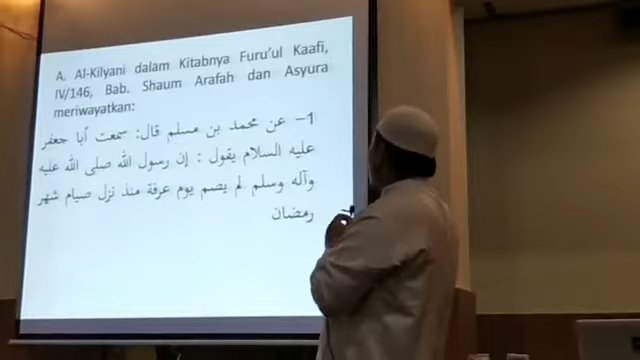 A. Al-Kilyani dalam Kitabnya Furu'ul Kaafi,
IV/146, Bab. Shaum Arafah dan Asyura
meriwayatkan:
1– عن محمد بن مسلم قال: سمعت أبا جعفر
عليه السلام يقول : إن رسول الله صلى الله عليه
وآله وسلم لم يصم يوم عرفة منذ نزل صيام شهر
رمضان